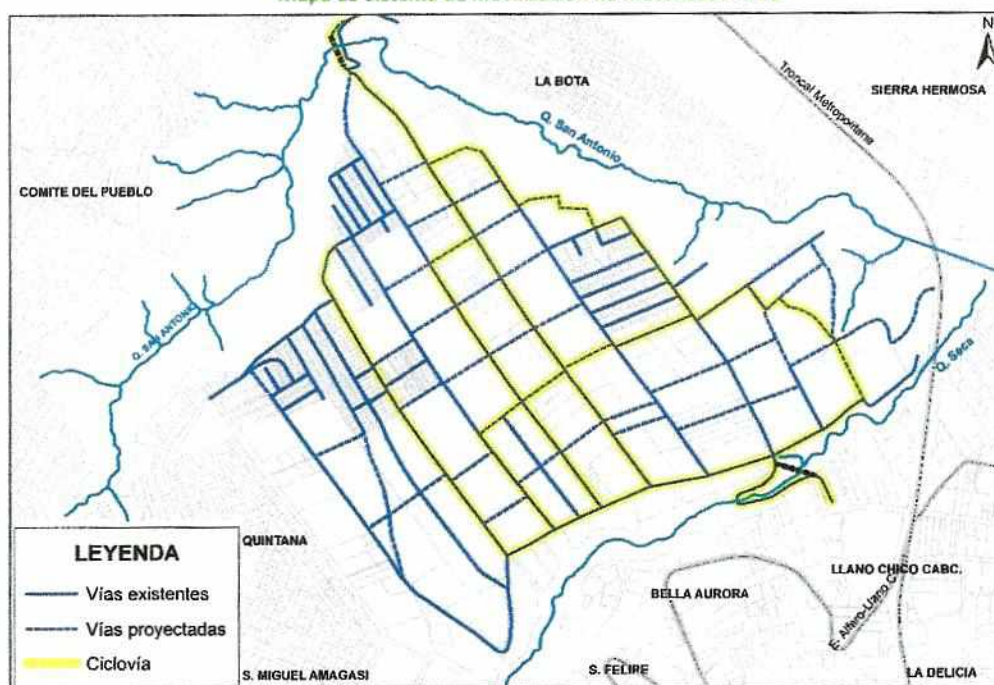 N
LA BOTA
Troncal Metropolitana
SIERRA HERMOSA
Q. San Antonio
COMITE DEL PUEBLO
Q. SAN ANTONIO
Q. Seca
LEYENDA
Vías existentes
Vías proyectadas
Ciclovía
QUINTANA
LLANO CHICO CABC.
BELLA AURORA
S. MIGUEL AMAGASI
S. FELIPE
LA DELICIA